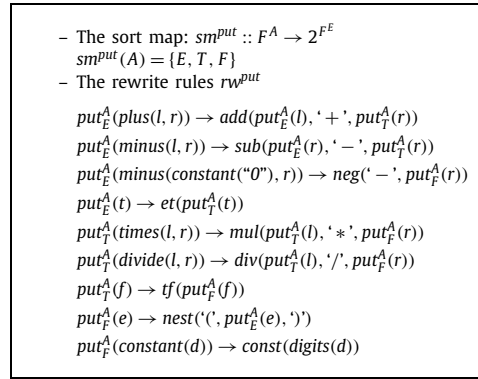 – The sort map: sm^put :: F^A → 2^{F^E}
sm^put(A) = {E, T, F}
– The rewrite rules rw^put
put^A_E(plus(l, r)) → add(put^A_E(l), ‘ + ’, put^A_T(r))
put^A_E(minus(l, r)) → sub(put^A_E(r), ‘ − ’, put^A_T(r))
put^A_E(minus(constant(“0”), r)) → neg(‘ − ’, put^A_F(r))
put^A_E(t) → et(put^A_T(t))
put^A_T(times(l, r)) → mul(put^A_T(l), ‘ ∗ ’, put^A_F(r))
put^A_T(divide(l, r)) → div(put^A_T(l), ‘/’, put^A_F(r))
put^A_T(f) → tf(put^A_F(f))
put^A_F(e) → nest(‘(’, put^A_E(e), ‘)’)
put^A_F(constant(d)) → const(digits(d))